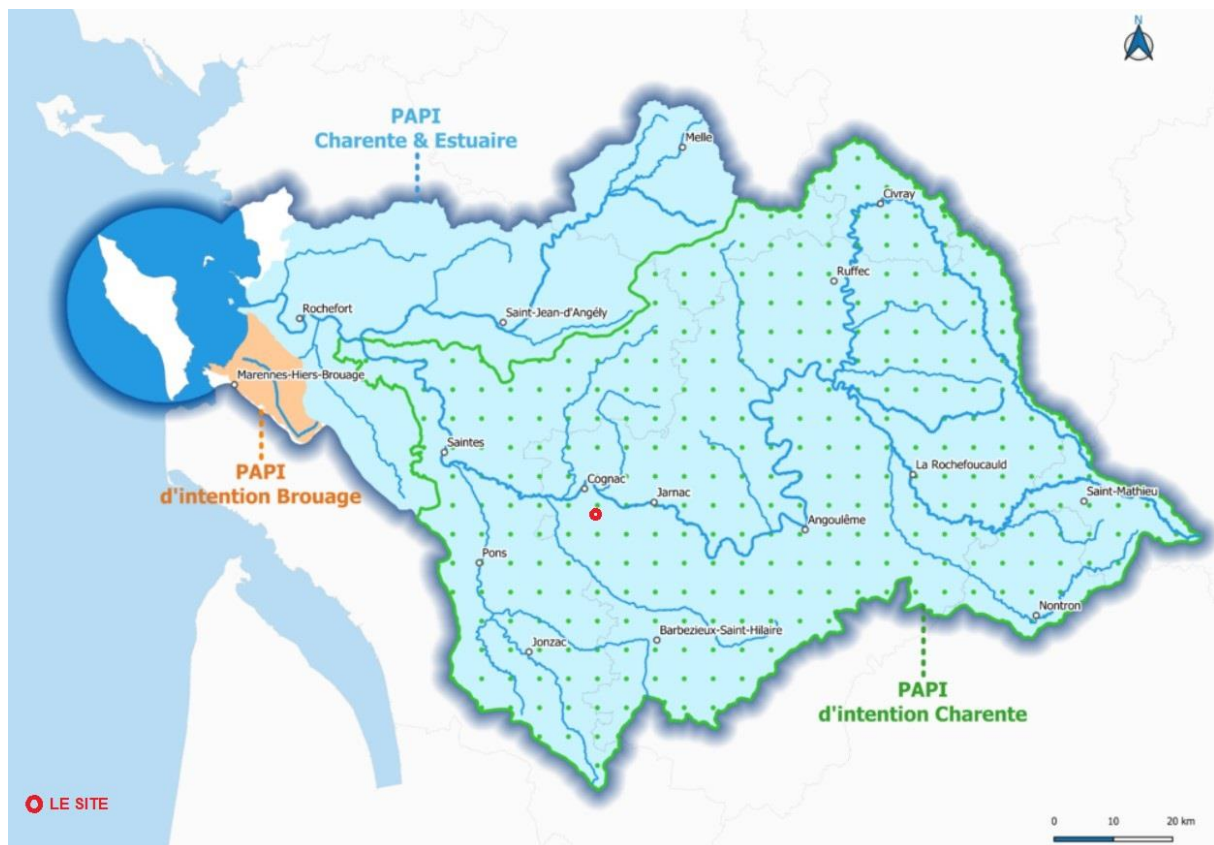 N
PAPI
Charente & Estuaire
Melle
Civray
Ruffec
Rochefort
Saint-Jean-d'Angély
Marennes-Hiers-Brouage
Saintes
PAPI
d'intention Brouage
Cognac
Jarnac
La Rochefoucauld
Saint-Mathieu
Angoulême
Pons
Nontron
Barbezieux-Saint-Hilaire
Jonzac
PAPI
d'intention Charente
LE SITE
0 10 20 km